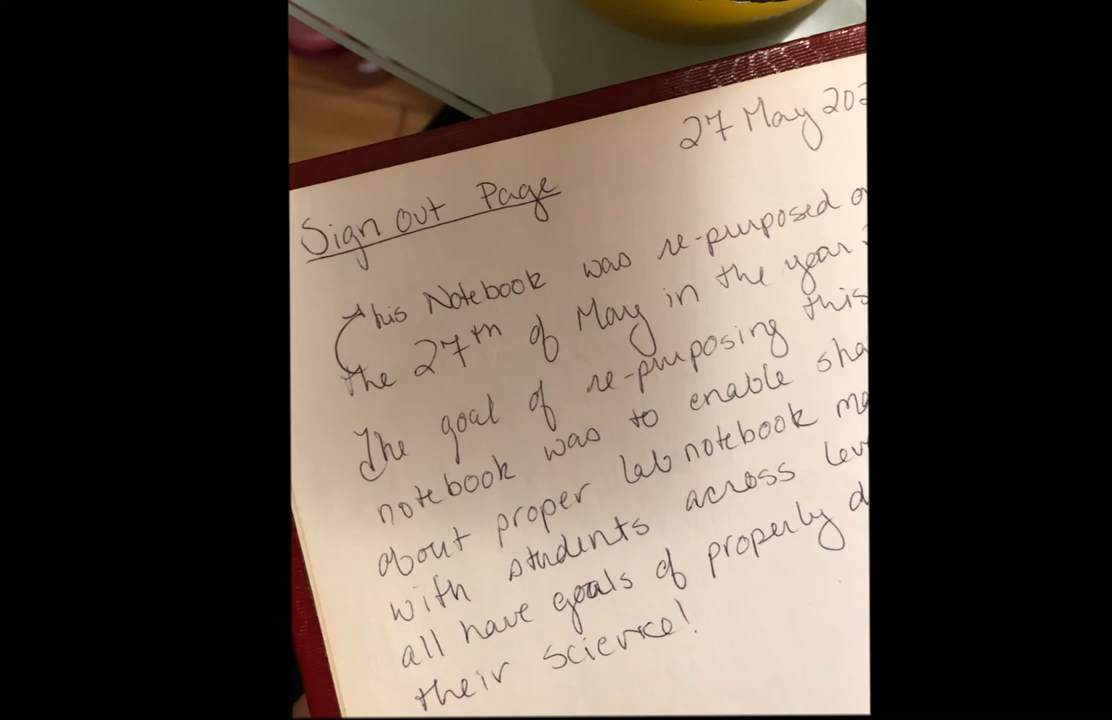 27 May 202
Sign out Page
This Notebook was re-purposed o
the 27th of May in the year
The goal of re-purposing this
notebook was to enable sha
about proper lab notebook ma
with students across lev
all have goals of properly d
their science!